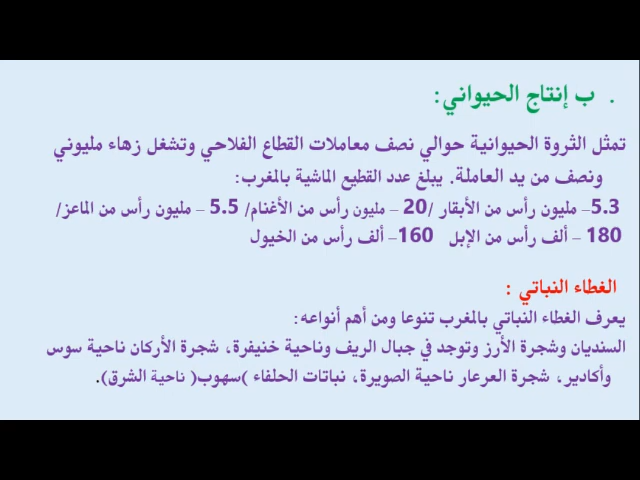 . ب إنتاج الحيواني:
تمثل الثروة الحيوانية حوالي نصف معاملات القطاع الفلاحي وتشغل زهاء مليوني
ونصف من يد العاملة. يبلغ عدد القطيع الماشية بالمغرب:
5.3– مليون رأس من الأبقار /20 – مليون رأس من الأغنام/ 5.5 – مليون رأس من الماعز/
180 – ألف رأس من الإبل 160– ألف رأس من الخيول
الغطاء النباتي :
يعرف الغطاء النباتي بالمغرب تنوعا ومن أهم أنواعه:
السنديان وشجرة الأرز وتوجد في جبال الريف وناحية خنيفرة، شجرة الأركان ناحية سوس
وأكادير، شجرة العرعار ناحية الصويرة، نباتات الحلفاء )سهوب( ناحية الشرق).